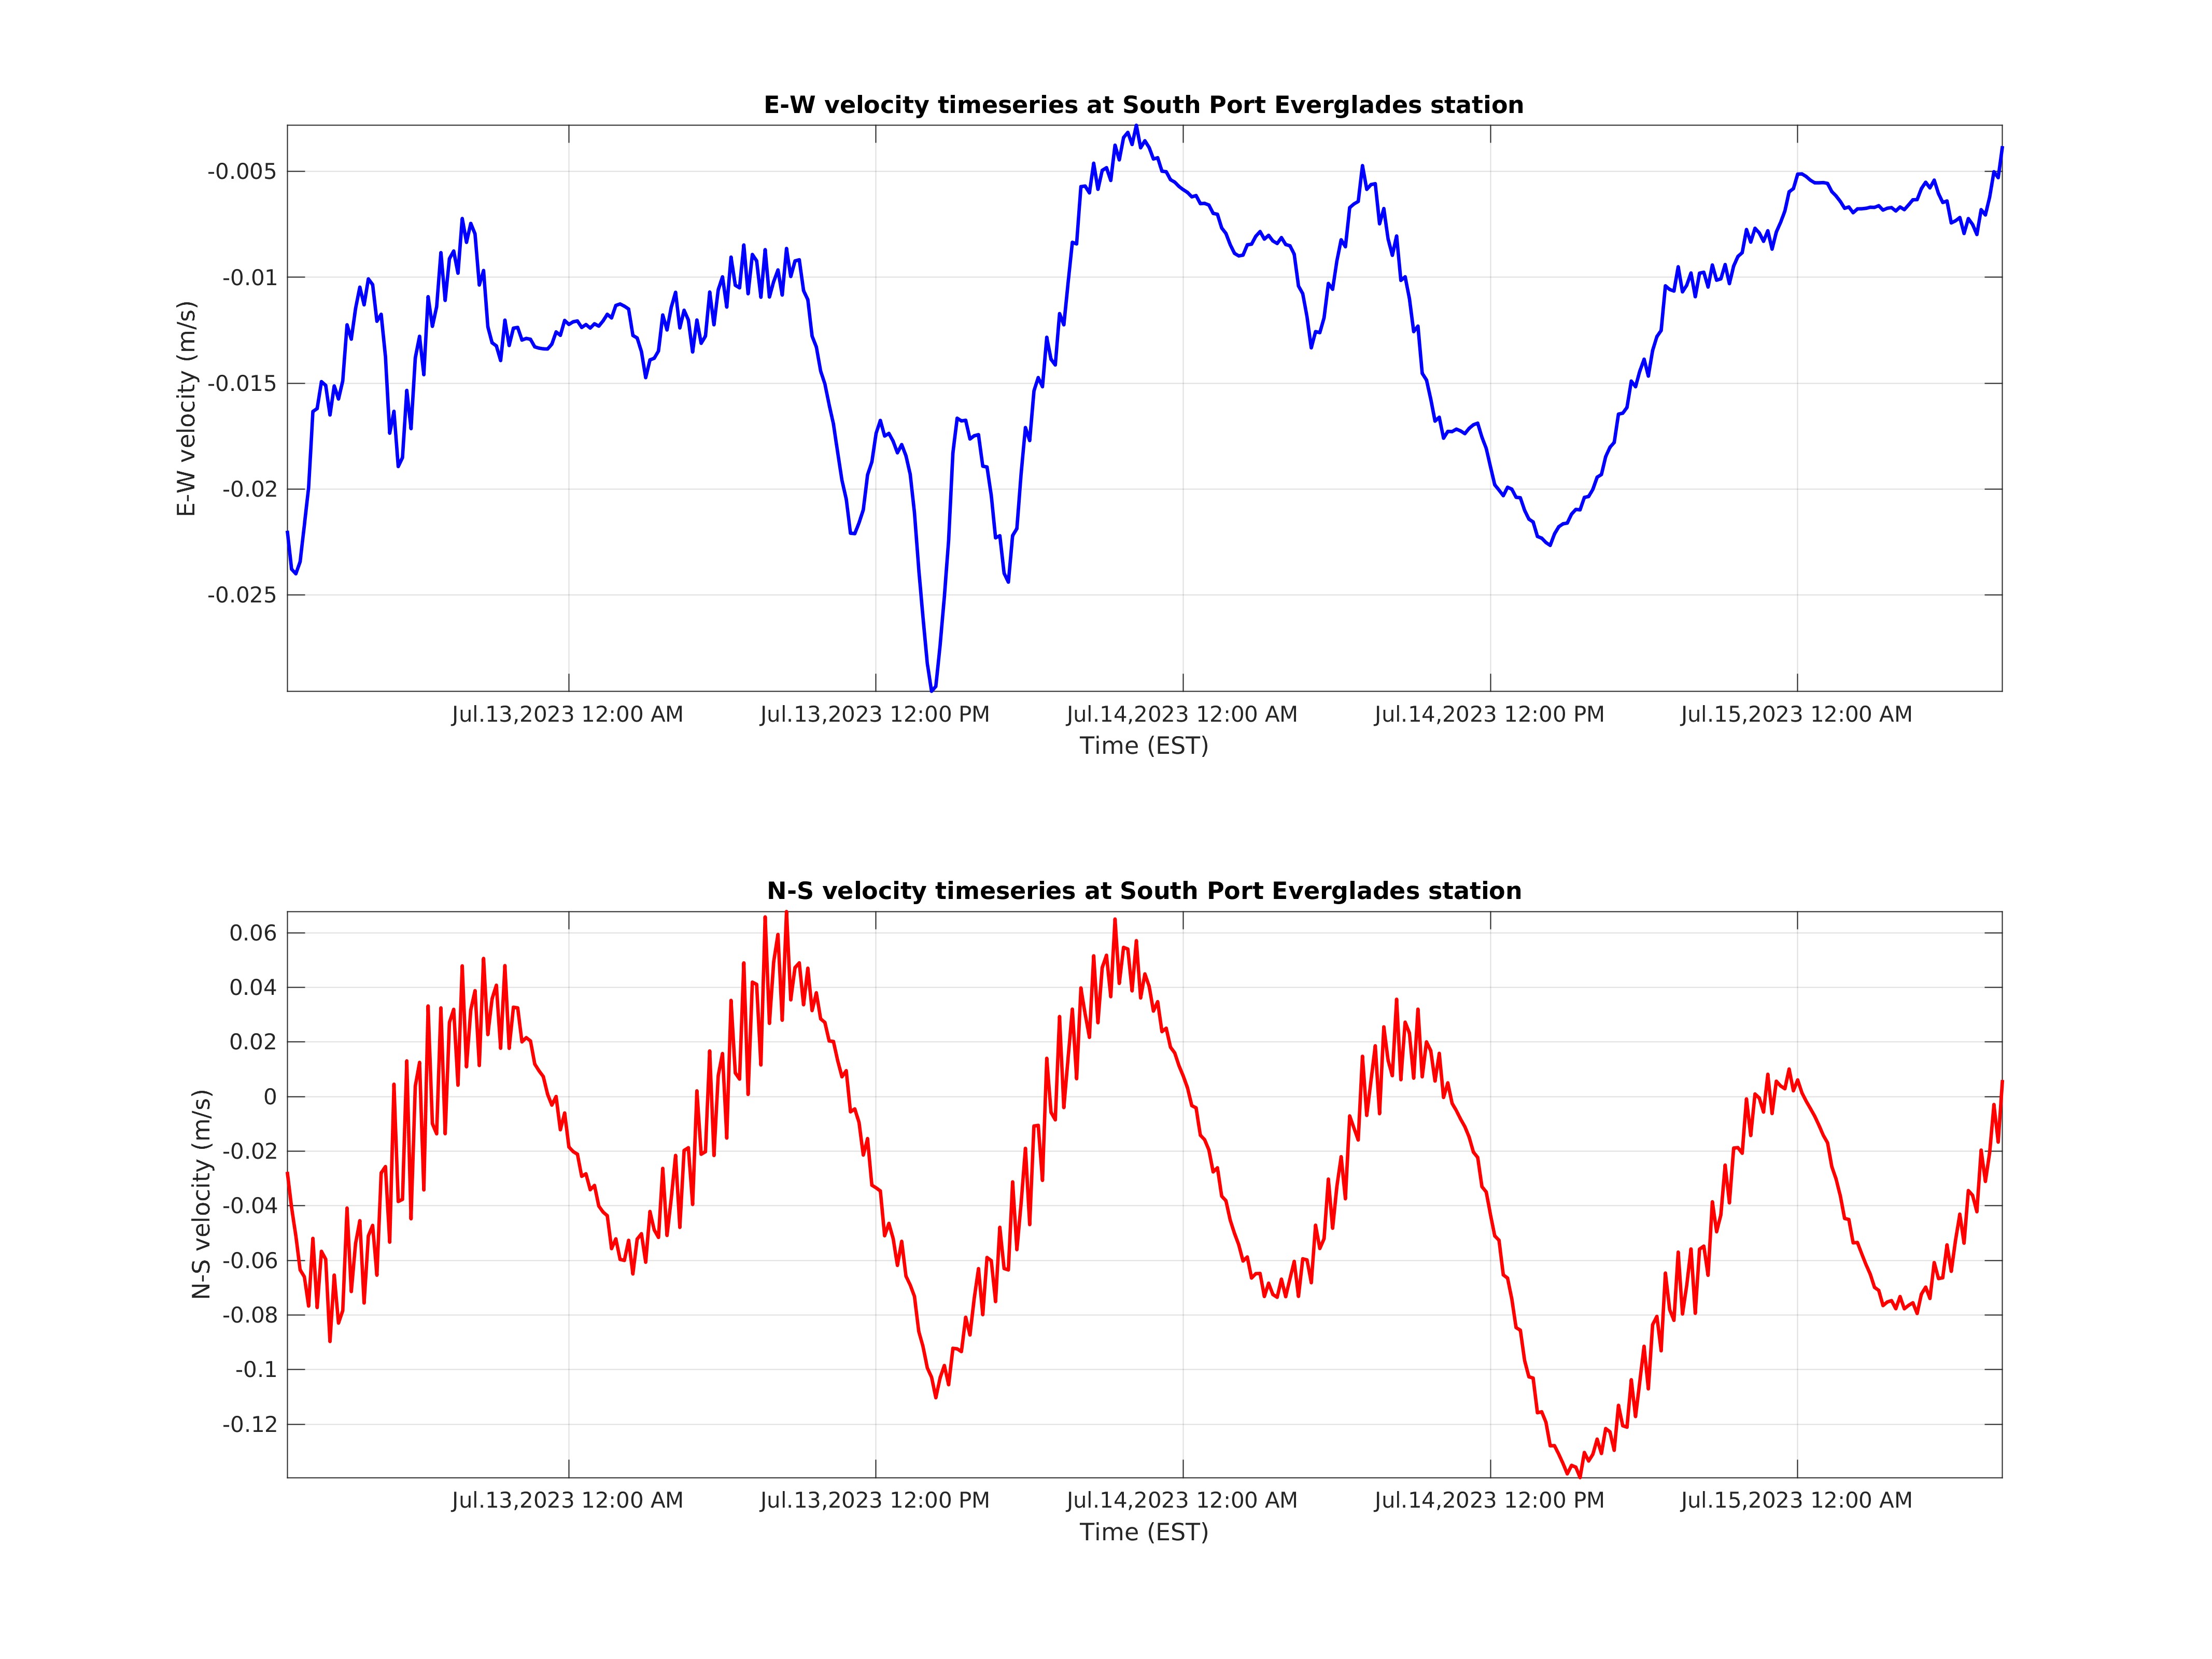 E-W velocity timeseries at South Port Everglades station
E-W velocity (m/s)
-0.005
-0.01
-0.015
-0.02
-0.025
Jul.13,2023 12:00 AM
Jul.13,2023 12:00 PM
Jul.14,2023 12:00 AM
Jul.14,2023 12:00 PM
Jul.15,2023 12:00 AM
Time (EST)
N-S velocity timeseries at South Port Everglades station
N-S velocity (m/s)
0.06
0.04
0.02
0
-0.02
-0.04
-0.06
-0.08
-0.1
-0.12
Jul.13,2023 12:00 AM
Jul.13,2023 12:00 PM
Jul.14,2023 12:00 AM
Jul.14,2023 12:00 PM
Jul.15,2023 12:00 AM
Time (EST)